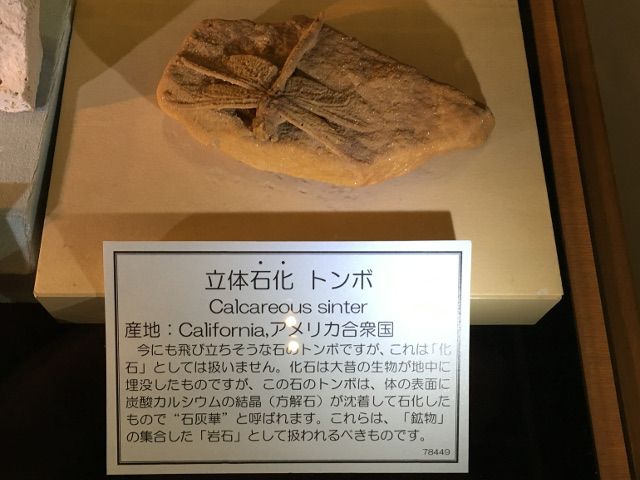 立体石化 トンボ
Calcareous sinter
産地：California,アメリカ合衆国
今にも飛び立ちそうな石のトンボですが、これは「化
石」としては扱いません。化石は大昔の生物が地中に
埋没したものですが、この石のトンボは、体の表面に
炭酸カルシウムの結晶（方解石）が沈着して石化した
もので“石灰華”と呼ばれます。これらは、「鉱物」
の集合した「岩石」として扱われるべきものです。
78449